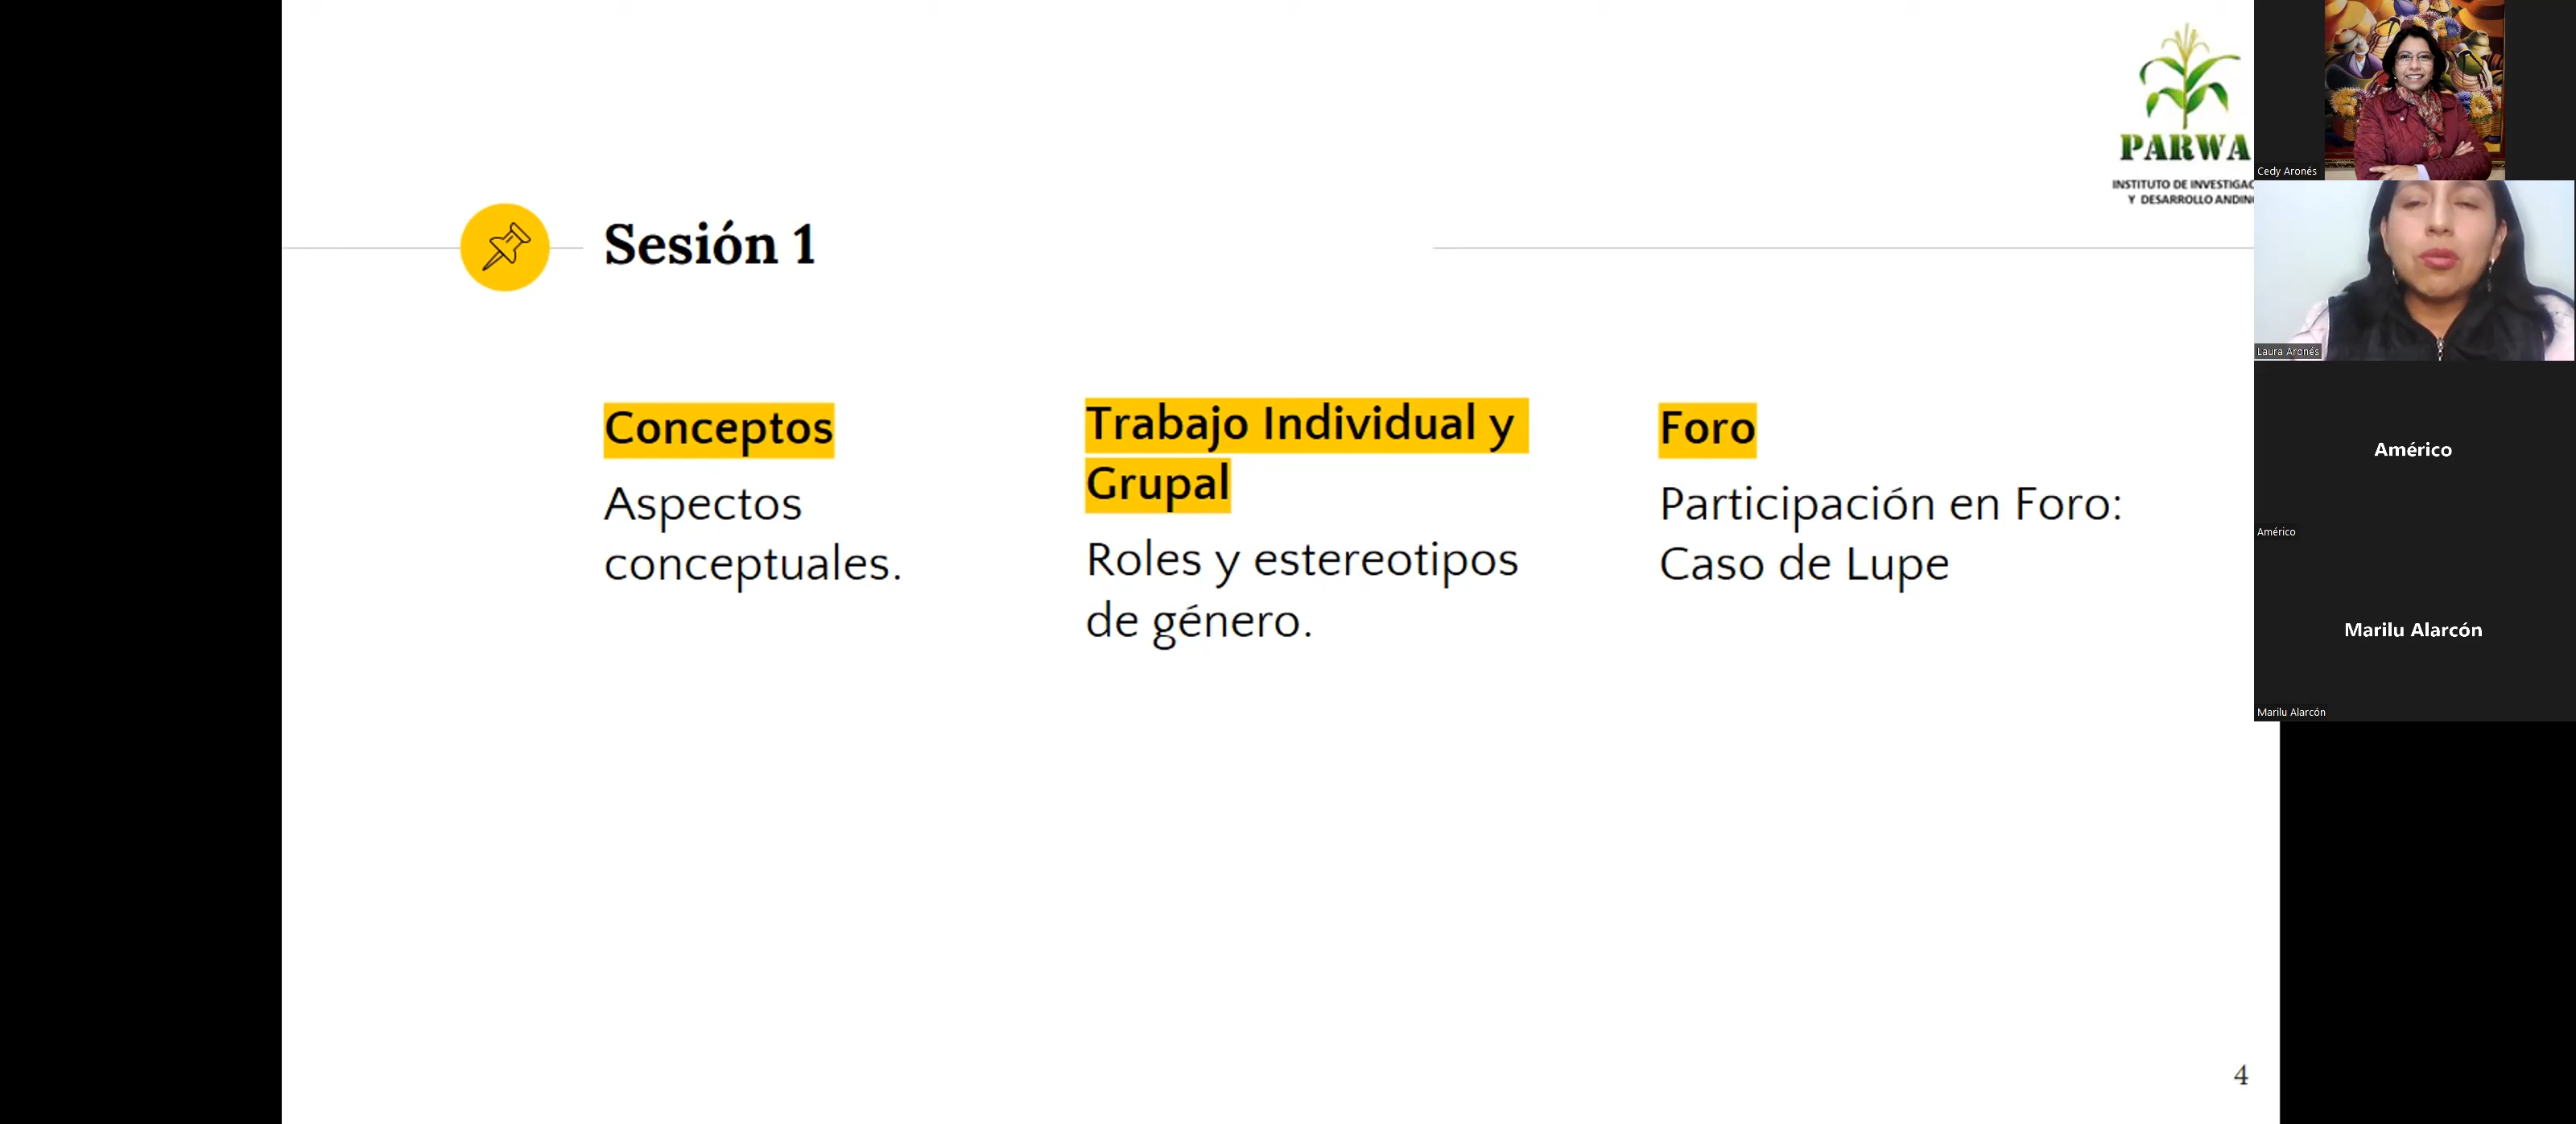 PARWA
INSTITUTO DE INVESTIGAC
Y DESARROLLO ANDIN
Sesión 1
Conceptos
Aspectos
conceptuales.
Trabajo Individual y
Grupal
Roles y estereotipos
de género.
Foro
Participación en Foro:
Caso de Lupe
4
Cedy Aronés
Laura Aronés
Américo
Américo
Marilu Alarcón
Marilu Alarcón